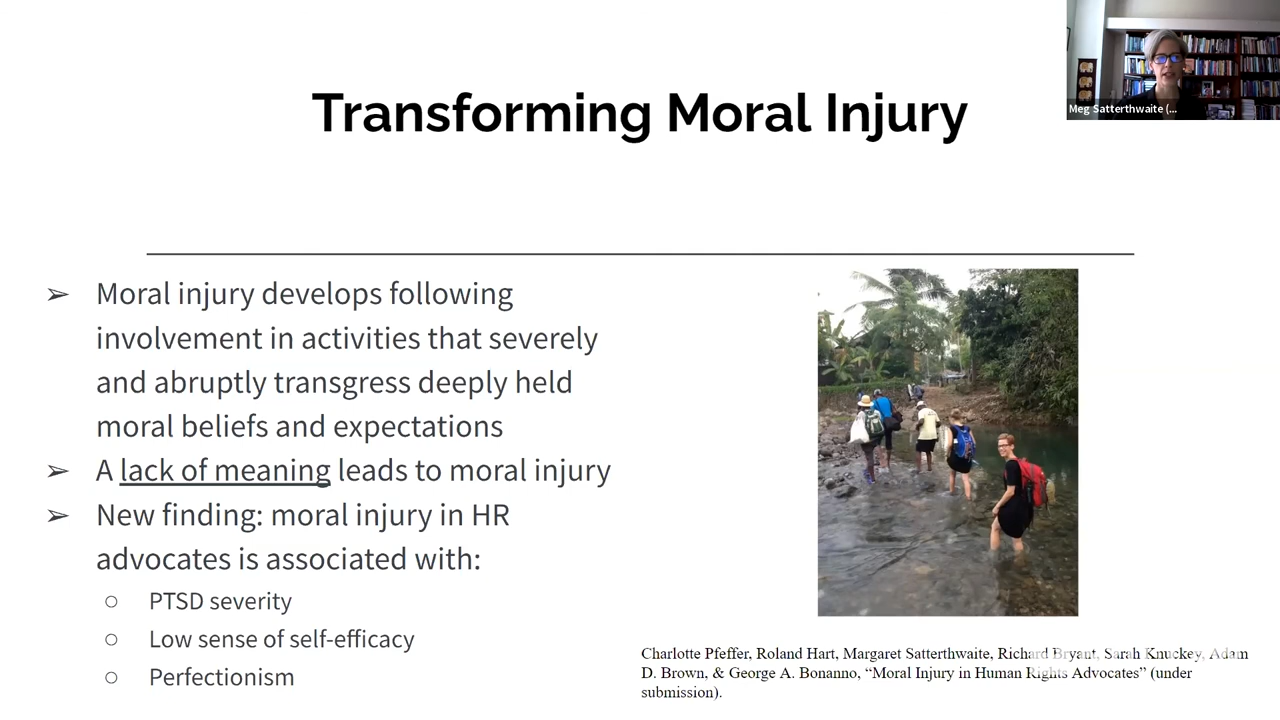 Transforming Moral Injury
Meg Satterthwaite (...
➢ Moral injury develops following
involvement in activities that severely
and abruptly transgress deeply held
moral beliefs and expectations
➢ A lack of meaning leads to moral injury
➢ New finding: moral injury in HR
advocates is associated with:
○ PTSD severity
○ Low sense of self-efficacy
○ Perfectionism
Charlotte Pfeffer, Roland Hart, Margaret Satterthwaite, Richard Bryant, Sarah Knuckey, Adam
D. Brown, & George A. Bonanno, “Moral Injury in Human Rights Advocates” (under
submission).